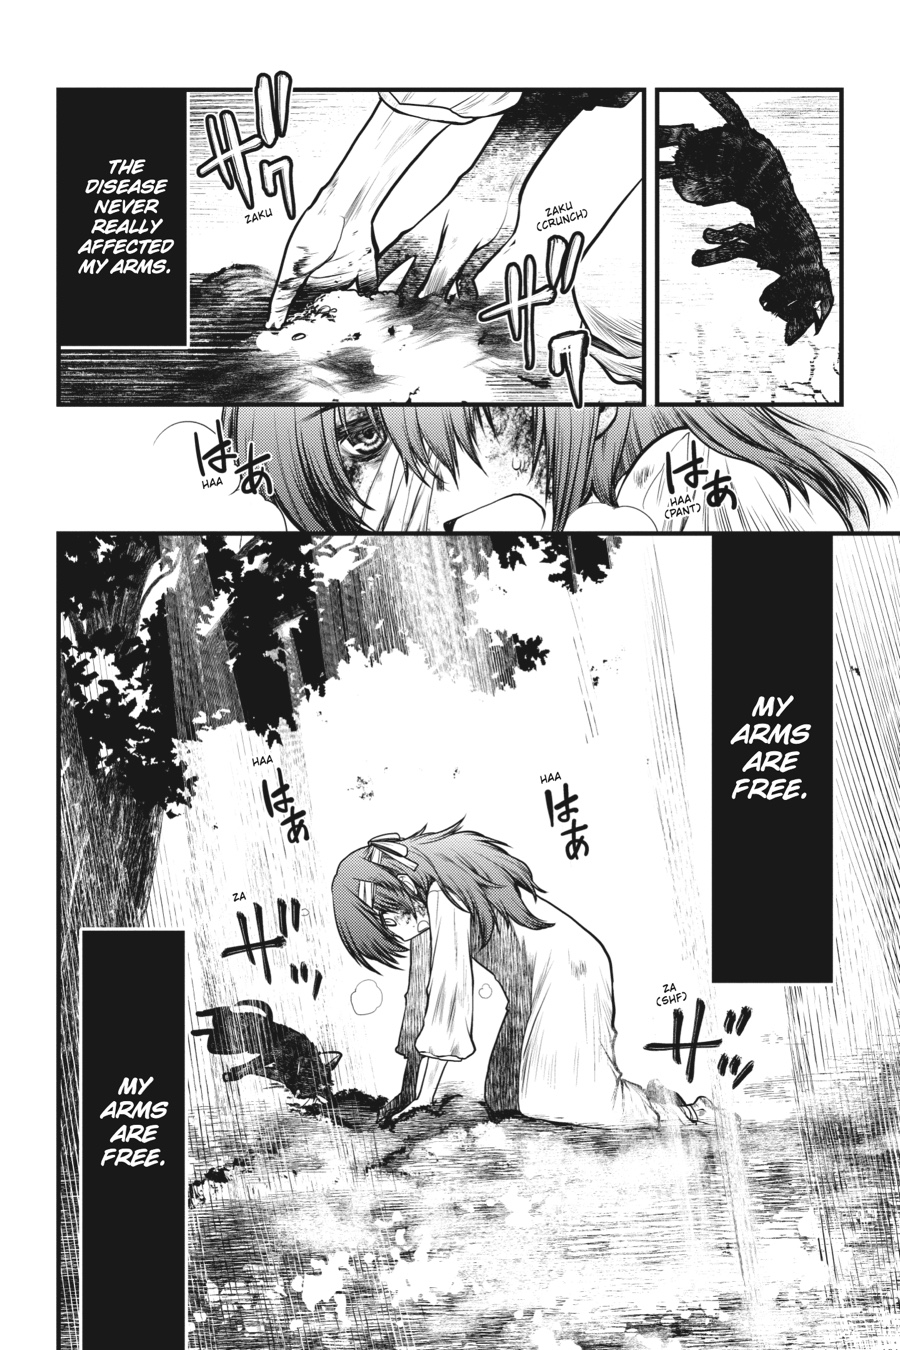 ザク
ZAKU
(CRUNCH)
ザク
ZAKU
THE
DISEASE
NEVER
REALLY
AFFECTED
MY ARMS.
はぁ
HAA
(PANT)
はぁ
HAA
MY
ARMS
ARE
FREE.
はぁ
HAA
はぁ
HAA
ザッ
ZA
(SHF)
ザッ
ZA
MY
ARMS
ARE
FREE.